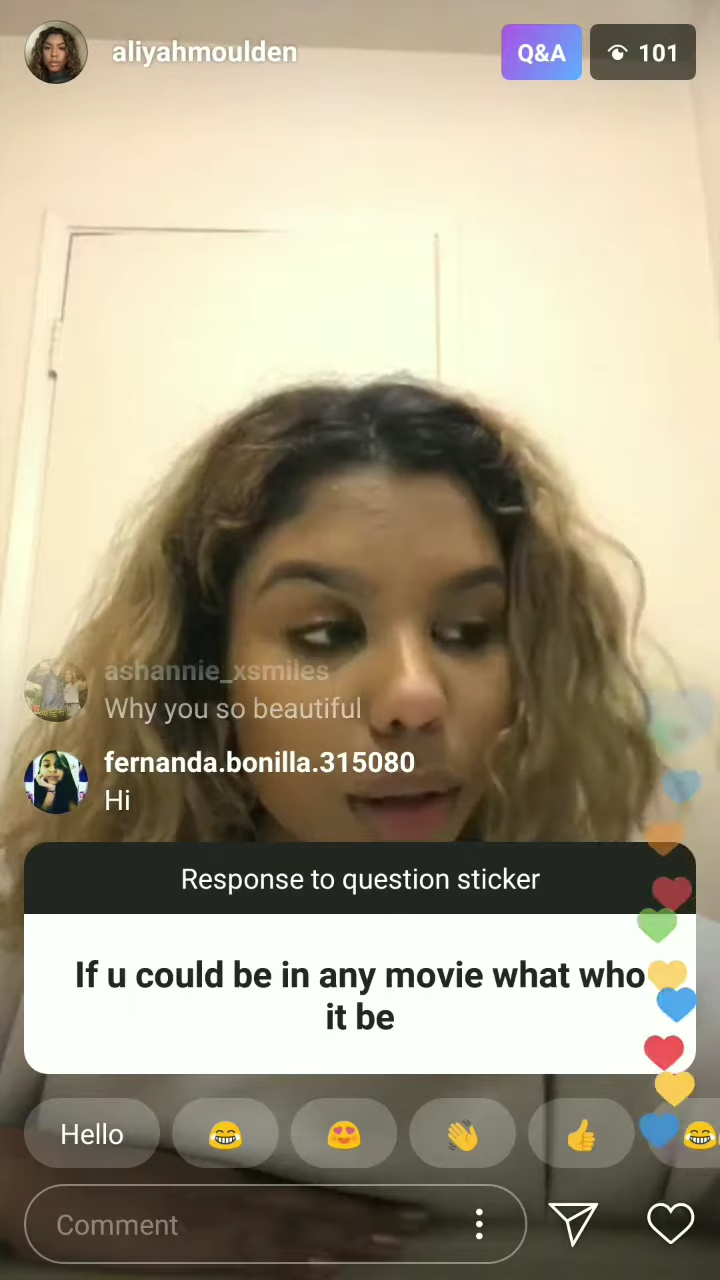 aliyahmoulden
Q&A
101
ashannie_xsmiles
Why you so beautiful
fernanda.bonilla.315080
Hi
Response to question sticker
If u could be in any movie what who
it be
Hello
Comment